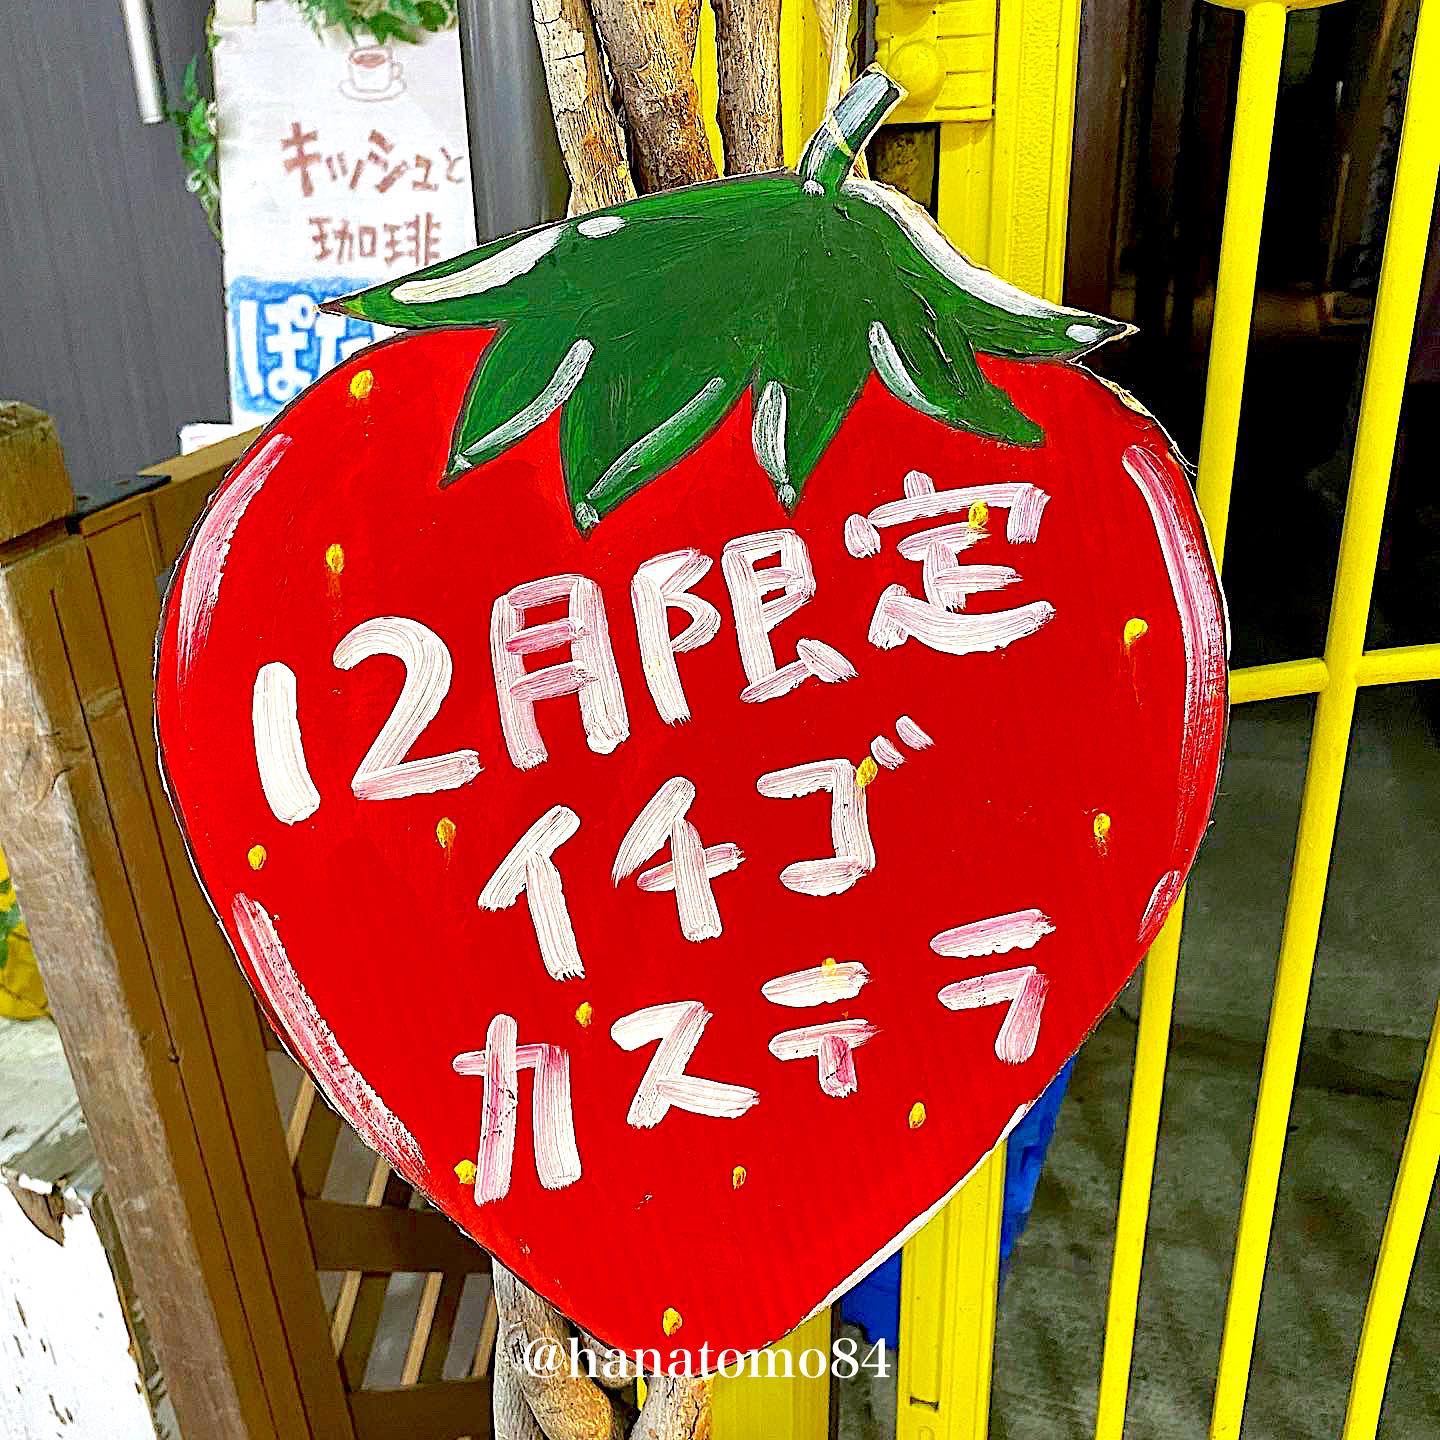 キッシュと
珈琲
12月限定
イチゴ
カステラ
@hanatomo84